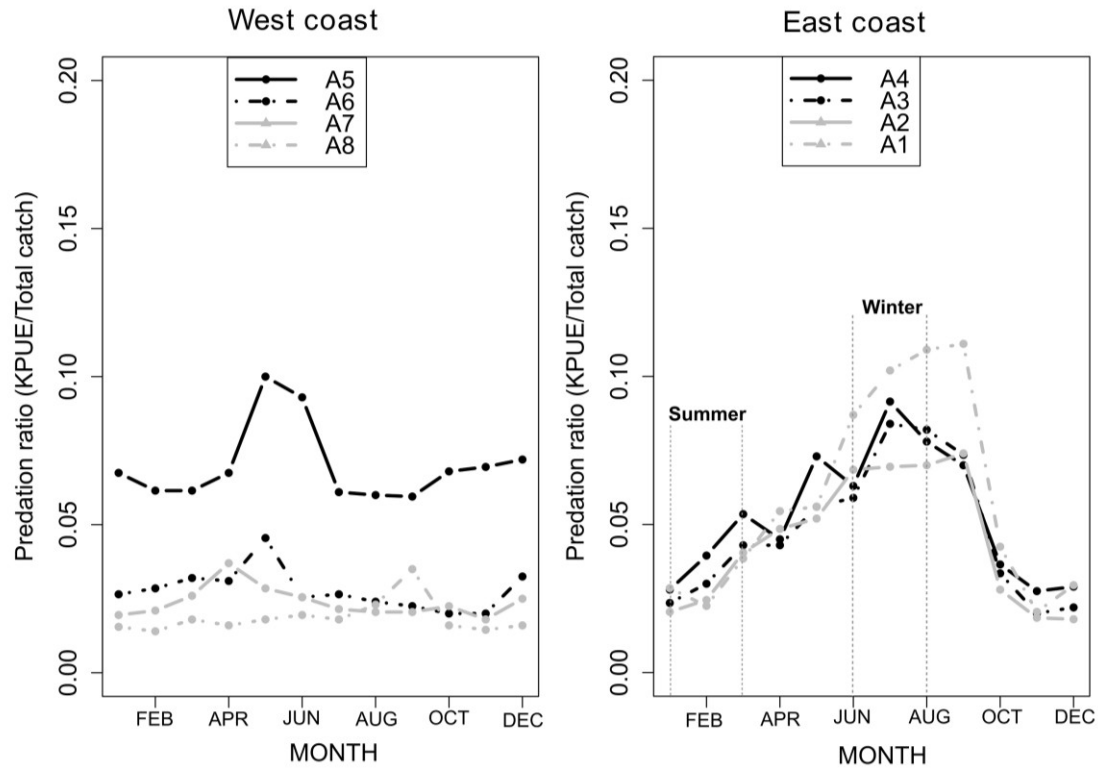 West coast
A5
A6
A7
A8
Predation ratio (KPUE/Total catch)
0.20
0.15
0.10
0.05
0.00
FEB APR JUN AUG OCT DEC
MONTH
East coast
A4
A3
A2
A1
Predation ratio (KPUE/Total catch)
0.20
0.15
0.10
0.05
0.00
Winter
Summer
FEB APR JUN AUG OCT DEC
MONTH